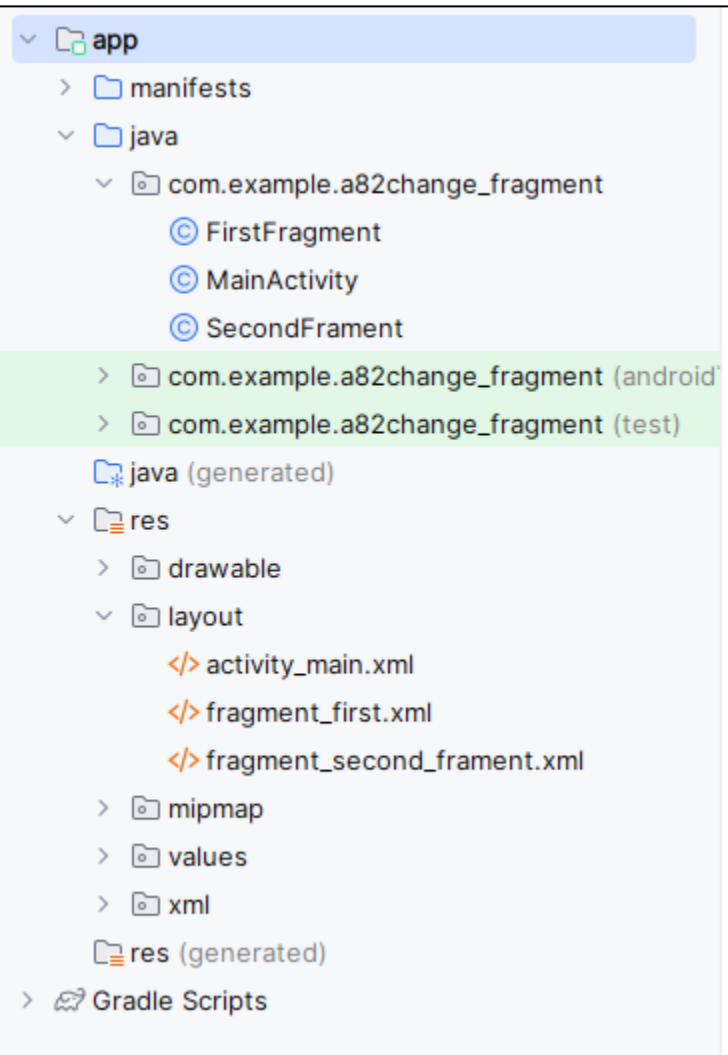 app
manifests
java
com.example.a82change_fragment
FirstFragment
MainActivity
SecondFrament
com.example.a82change_fragment (android
com.example.a82change_fragment (test)
java (generated)
res
drawable
layout
activity_main.xml
fragment_first.xml
fragment_second_frament.xml
mipmap
values
xml
res (generated)
Gradle Scripts